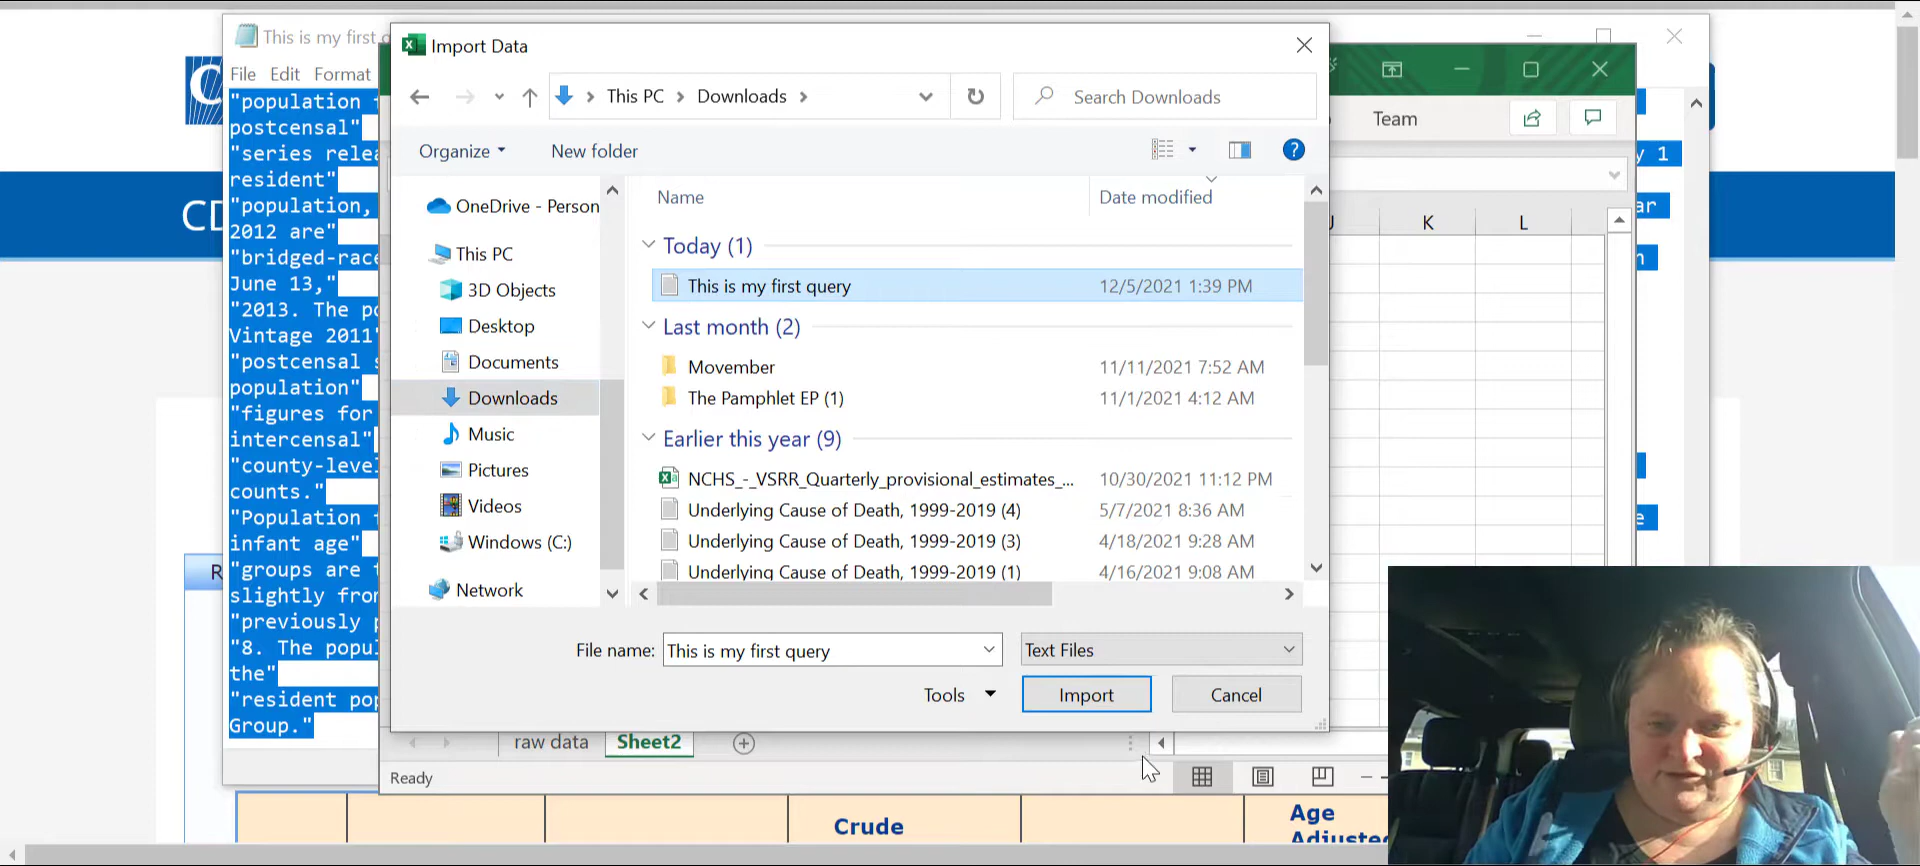 This is my first q
File Edit Format
"population
postcensal"
"series relea
resident"
"population,
2012 are"
"bridged-race
June 13,"
"2013. The po
Vintage 2011"
"postcensal s
population"
"figures for
intercensal"
"county-level
counts."
"Population
infant age"
"groups are
slightly from
"previously p
"8. The popul
the"
"resident pop
Group."
CD
R
Import Data
This PC
Downloads
Search Downloads
Organize
New folder
?
OneDrive - Person
This PC
3D Objects
Desktop
Documents
Downloads
Music
Pictures
Videos
Windows (C:)
Network
Name
Date modified
Today (1)
This is my first query 12/5/2021 1:39 PM
Last month (2)
Movember 11/11/2021 7:52 AM
The Pamphlet EP (1) 11/1/2021 4:12 AM
Earlier this year (9)
NCHS_-_VSRR_Quarterly_provisional_estimates_... 10/30/2021 11:12 PM
Underlying Cause of Death, 1999-2019 (4) 5/7/2021 8:36 AM
Underlying Cause of Death, 1999-2019 (3) 4/18/2021 9:28 AM
Underlying Cause of Death, 1999-2019 (1) 4/16/2021 9:08 AM
File name: This is my first query
Text Files
Tools
Import
Cancel
Team
y 1
ar
n
e
K L
raw data Sheet2
Ready
Crude
Age
Adjusted